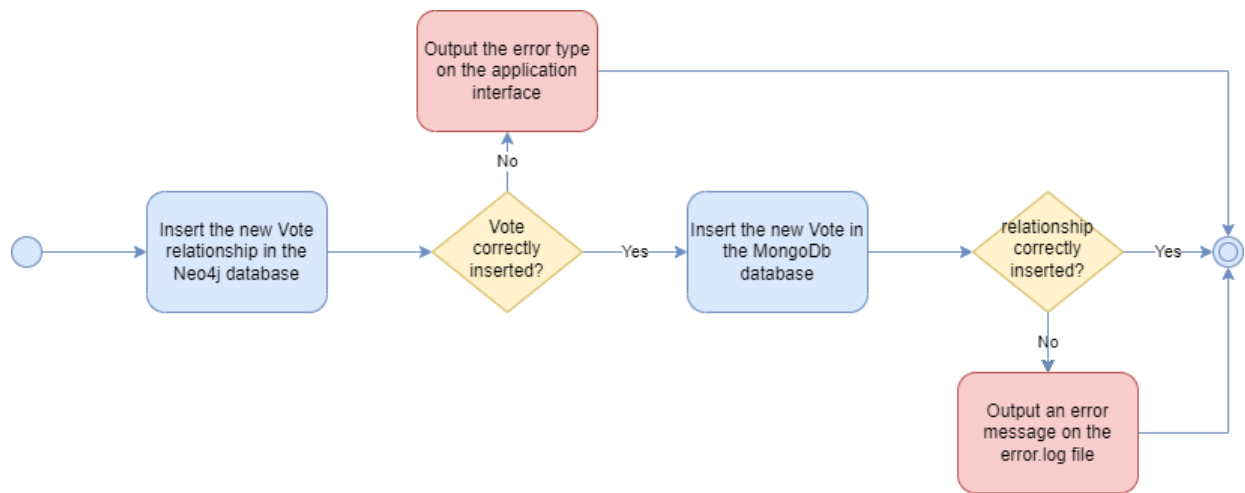 Output the error type
on the application
interface
No
Insert the new Vote
relationship in the
Neo4j database
Vote
correctly
inserted?
Yes
Insert the new Vote in
the MongoDb
database
relationship
correctly
inserted?
Yes
No
Output an error
message on the
error.log file